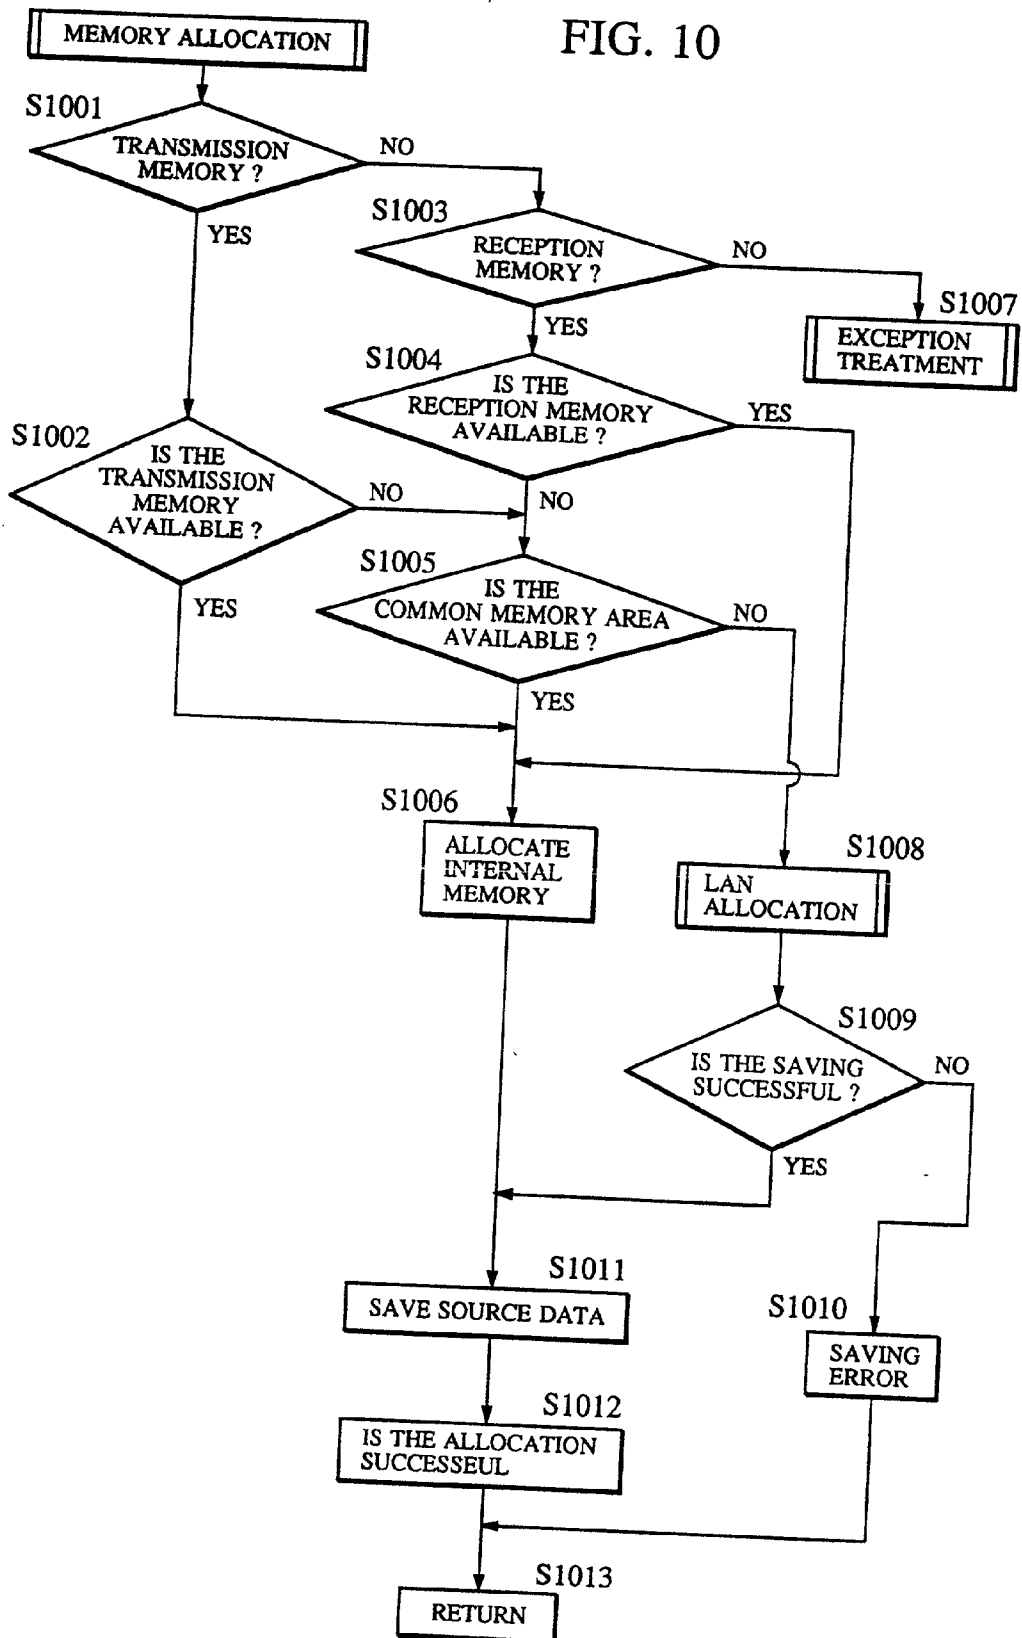 FIG. 10
MEMORY ALLOCATION
S1001
TRANSMISSION
MEMORY ?
NO
YES
S1003
RECEPTION
MEMORY ?
NO
YES
S1007
EXCEPTION
TREATMENT
S1004
IS THE
RECEPTION MEMORY
AVAILABLE ?
YES
NO
S1002
IS THE
TRANSMISSION
MEMORY
AVAILABLE ?
NO
YES
S1005
IS THE
COMMON MEMORY AREA
AVAILABLE ?
NO
YES
S1006
ALLOCATE
INTERNAL
MEMORY
S1008
LAN
ALLOCATION
S1009
IS THE SAVING
SUCCESSFUL ?
NO
YES
S1011
SAVE SOURCE DATA
S1010
SAVING
ERROR
S1012
IS THE ALLOCATION
SUCCESSEUL
S1013
RETURN